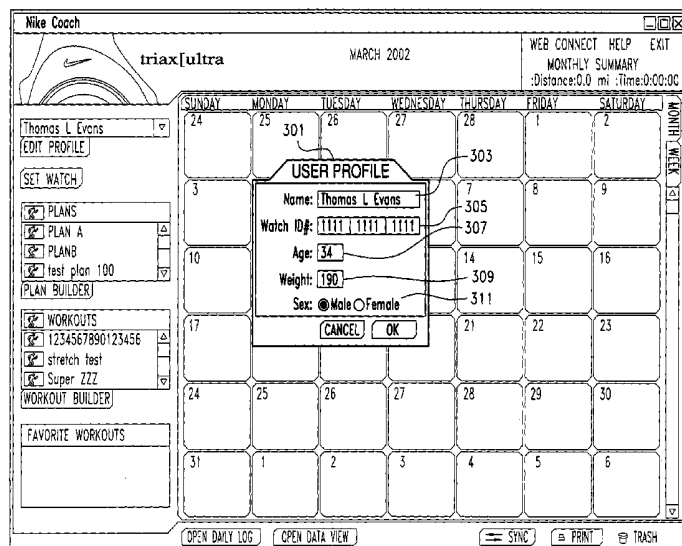 Nike Coach
triax[ultra
MARCH 2002
WEB CONNECT HELP EXIT
MONTHLY SUMMARY
:Distance:0.0 mi :Time:0:00:00
SUNDAY MONDAY TUESDAY WEDNESDAY THURSDAY FRIDAY SATURDAY
MONTH
WEEK
Thomas L Evans
EDIT PROFILE
SET WATCH
PLANS
PLAN A
PLANB
test plan 100
PLAN BUILDER
WORKOUTS
1234567890123456
stretch test
Super ZZZ
WORKOUT BUILDER
FAVORITE WORKOUTS
24 25 26 27 28 1 2
3 7 8 9
10 14 15 16
17 21 22 23
24 25 26 27 28 29 30
31 1 2 3 4 5 6
301
USER PROFILE
Name: Thomas L Evans 303
Watch ID#: 1111 1111 1111 305
Age: 34 307
Weight: 190 309
Sex: Male Female 311
CANCEL OK
OPEN DAILY LOG OPEN DATA VIEW SYNC PRINT TRASH